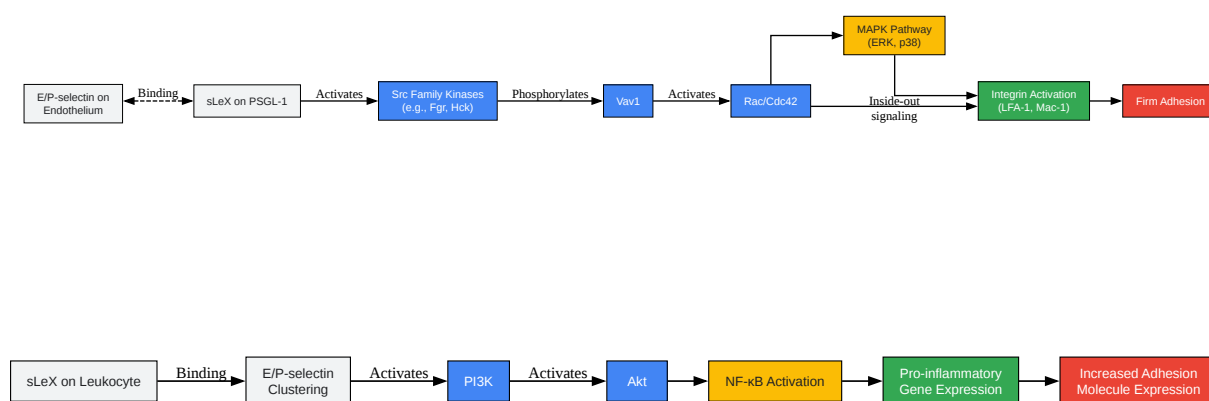 MAPK Pathway
(ERK, p38)
E/P-selectin on
Endothelium
Binding
sLeX on PSGL-1
Activates
Src Family Kinases
(e.g., Fgr, Hck)
Phosphorylates
Vav1
Activates
Rac/Cdc42
Inside-out
signaling
Integrin Activation
(LFA-1, Mac-1)
Firm Adhesion
sLeX on Leukocyte
Binding
E/P-selectin
Clustering
Activates
PI3K
Activates
Akt
NF-κB Activation
Pro-inflammatory
Gene Expression
Increased Adhesion
Molecule Expression